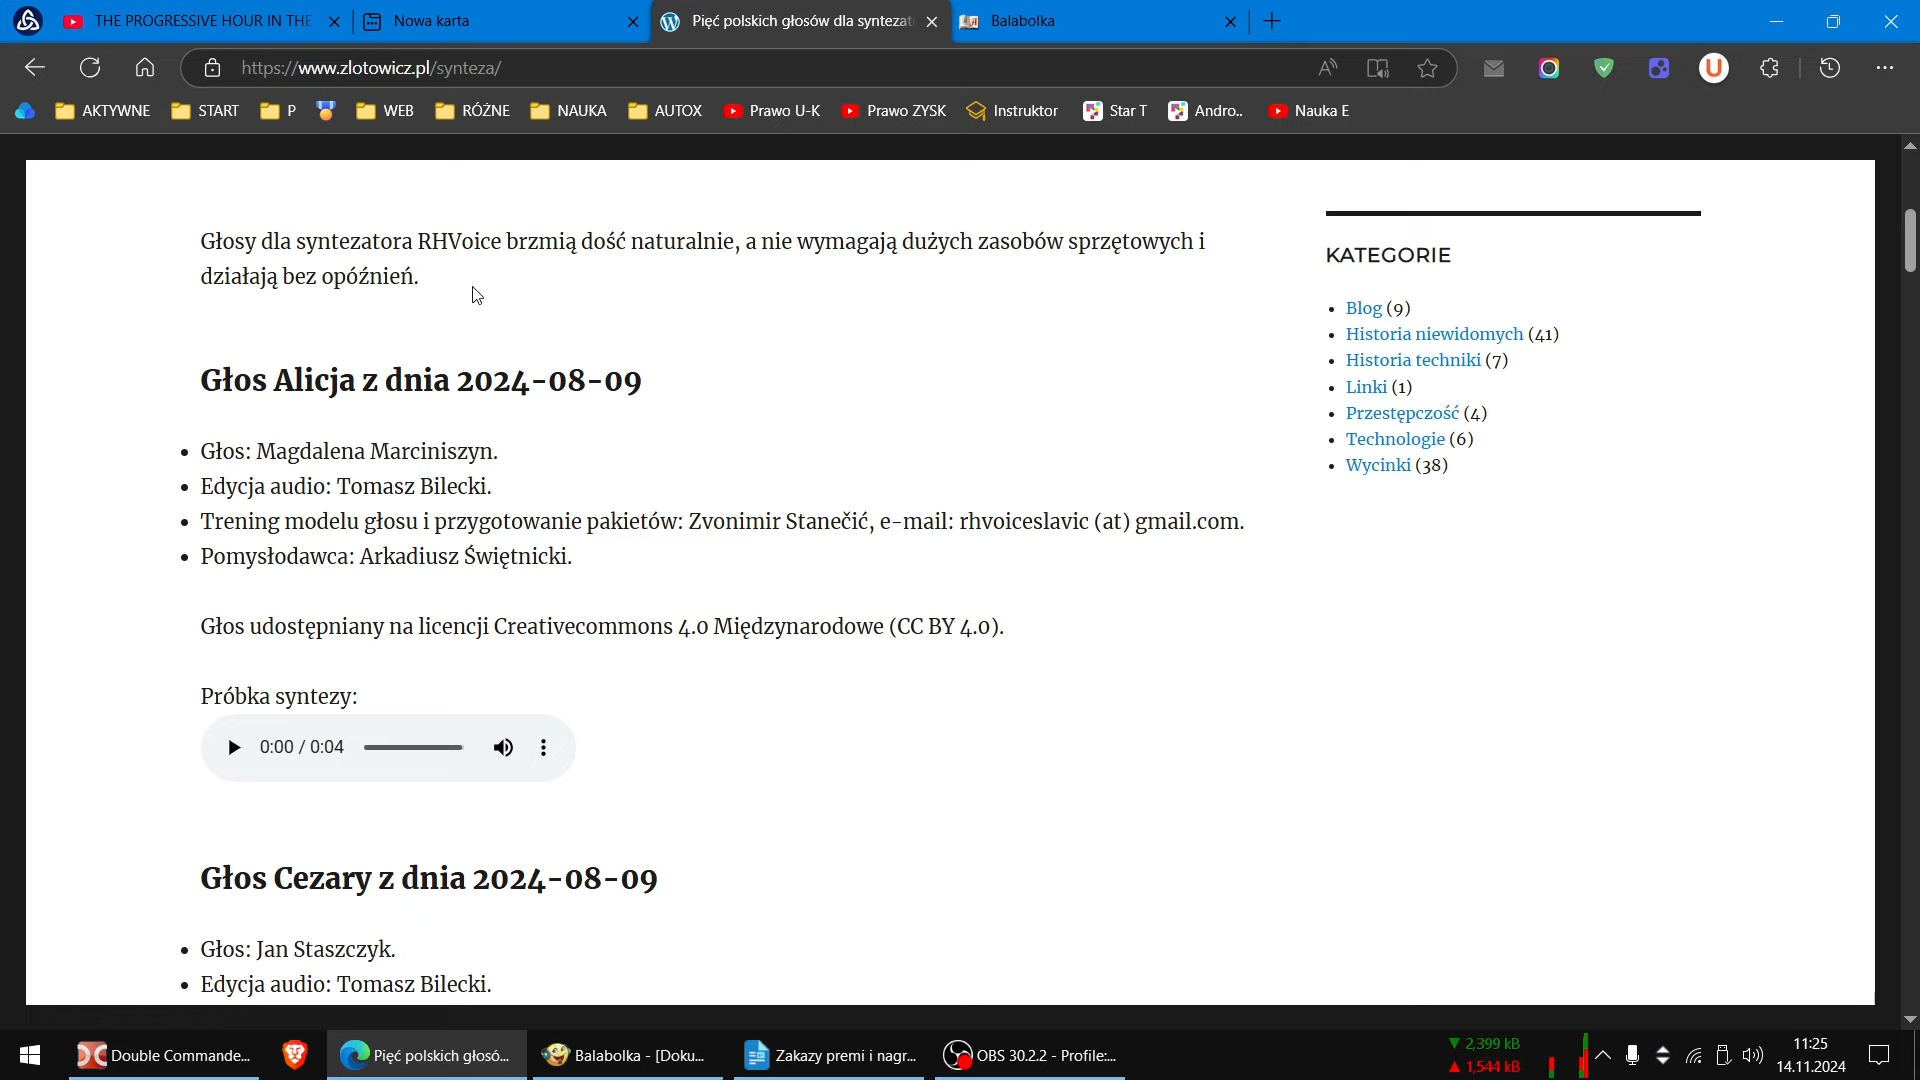 THE PROGRESSIVE HOUR IN THE
Nowa karta
Pięć polskich głosów dla syntezat
Balabolka
https://www.zlotowicz.pl/synteza/
AKTYWNE
START
P
WEB
RÓŻNE
NAUKA
AUTOX
Prawo U-K
Prawo ZYSK
Instruktor
Star T
Andro..
Nauka E
Głosy dla syntezatora RHVoice brzmią dość naturalnie, a nie wymagają dużych zasobów sprzętowych i
działają bez opóźnień.
Głos Alicja z dnia 2024-08-09
• Głos: Magdalena Marciniszyn.
• Edycja audio: Tomasz Bilecki.
• Trening modelu głosu i przygotowanie pakietów: Zvonimir Stanečić, e-mail: rhvoiceslavic (at) gmail.com.
• Pomysłodawca: Arkadiusz Świętnicki.
Głos udostępniany na licencji Creativecommons 4.0 Międzynarodowe (CC BY 4.0).
Próbka syntezy:
0:00 / 0:04
Głos Cezary z dnia 2024-08-09
• Głos: Jan Staszczyk.
• Edycja audio: Tomasz Bilecki.
KATEGORIE
• Blog (9)
• Historia niewidomych (41)
• Historia techniki (7)
• Linki (1)
• Przestępczość (4)
• Technologie (6)
• Wycinki (38)
Double Commande...
Pięć polskich głosó...
Balabolka - [Doku...
Zakazy premi i nagr...
OBS 30.2.2 - Profile:...
2,399 kB
1,544 kB
11:25
14.11.2024